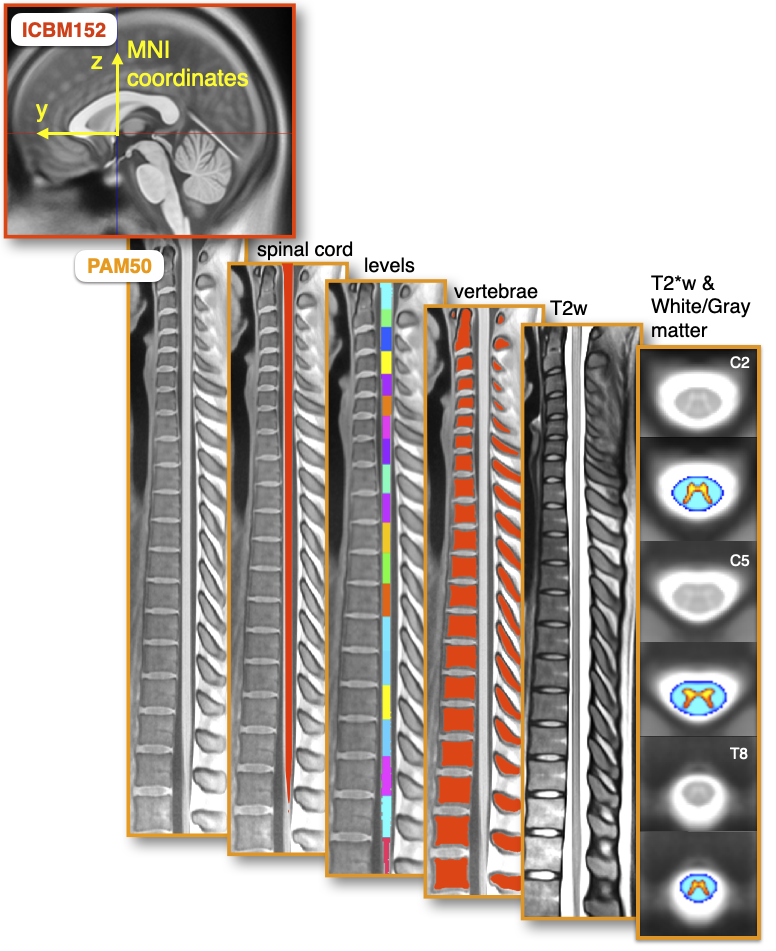 ICBM152
z
MNI
coordinates
y
PAM50
spinal cord
levels
vertebrae
T2w
T2*w &
White/Gray
matter
C2
C5
T8